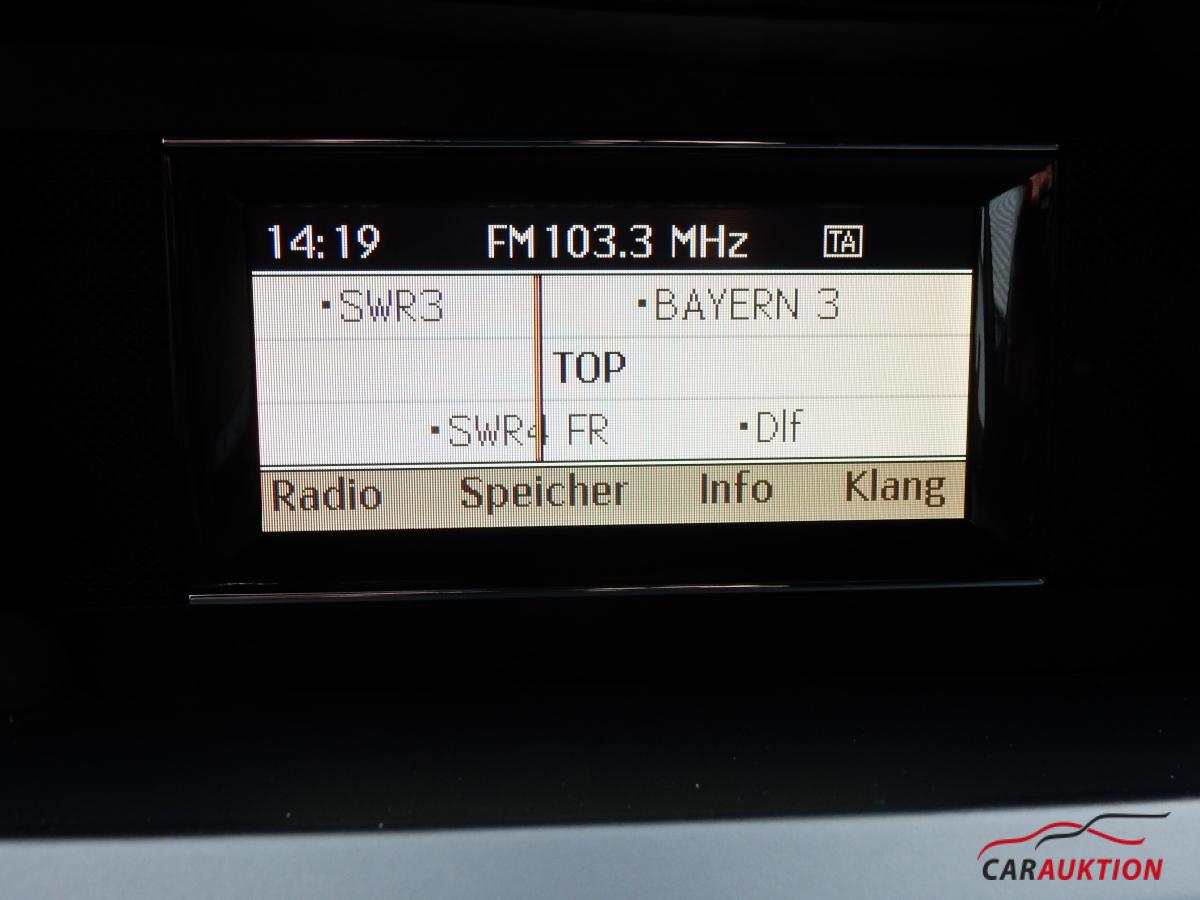 14:19 FM 103.3 MHz TA
·SWR3 ·BAYERN 3
TOP
·SWR4 FR ·Dlf
Radio Speicher Info Klang
CARAUKTION